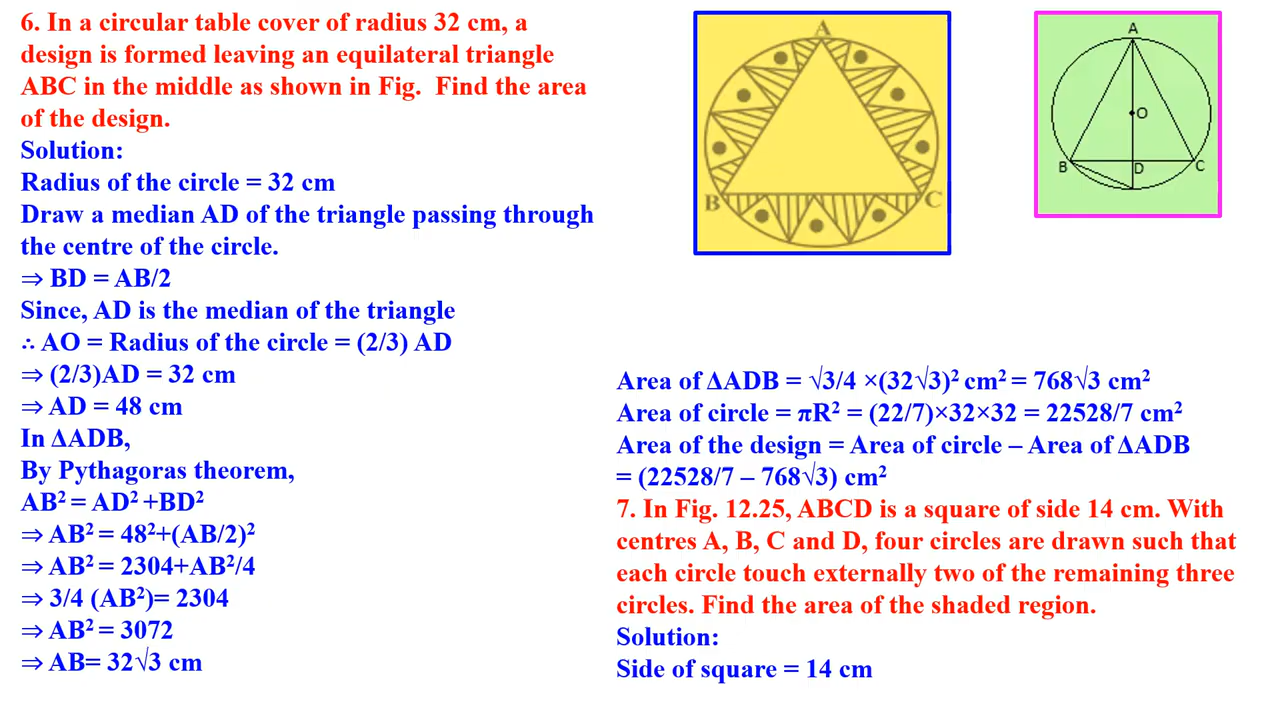 6. In a circular table cover of radius 32 cm, a
design is formed leaving an equilateral triangle
ABC in the middle as shown in Fig. Find the area
of the design.
Solution:
Radius of the circle = 32 cm
Draw a median AD of the triangle passing through
the centre of the circle.
⇒ BD = AB/2
Since, AD is the median of the triangle
∴ AO = Radius of the circle = (2/3) AD
⇒ (2/3)AD = 32 cm
⇒ AD = 48 cm
In ΔADB,
By Pythagoras theorem,
AB² = AD² +BD²
⇒ AB² = 48²+(AB/2)²
⇒ AB² = 2304+AB²/4
⇒ 3/4 (AB²)= 2304
⇒ AB² = 3072
⇒ AB= 32√3 cm
A
B
C
A
O
B
D
C
Area of ΔADB = √3/4 ×(32√3)² cm² = 768√3 cm²
Area of circle = πR² = (22/7)×32×32 = 22528/7 cm²
Area of the design = Area of circle – Area of ΔADB
= (22528/7 – 768√3) cm²
7. In Fig. 12.25, ABCD is a square of side 14 cm. With
centres A, B, C and D, four circles are drawn such that
each circle touch externally two of the remaining three
circles. Find the area of the shaded region.
Solution:
Side of square = 14 cm